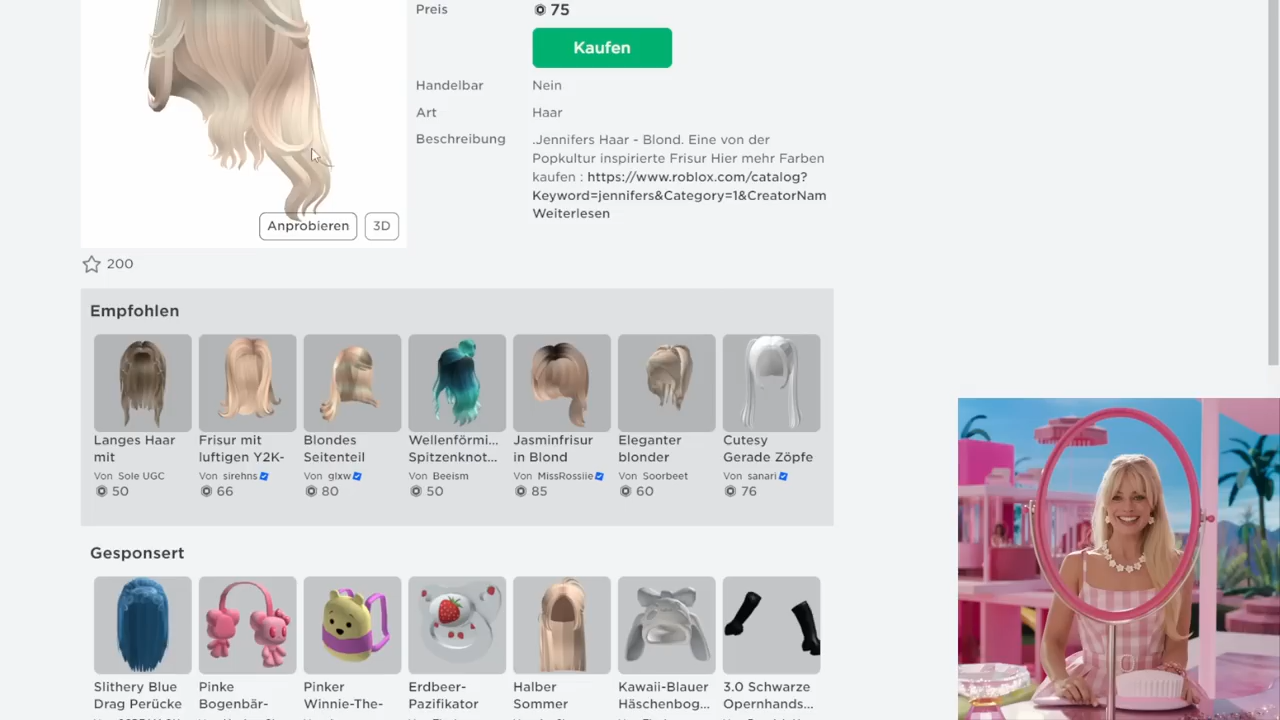 Preis
75
Kaufen
Handelbar
Nein
Art
Haar
Beschreibung
.Jennifers Haar - Blond. Eine von der
Popkultur inspirierte Frisur Hier mehr Farben
kaufen : https://www.roblox.com/catalog?
Keyword=jennifers&Category=1&CreatorNam
Weiterlesen
Anprobieren
3D
200
Empfohlen
Langes Haar
mit
Von Sole UGC
50
Frisur mit
luftigen Y2K-
Von sirehns
66
Blondes
Seitenteil
Von glxw
80
Wellenförmi...
Spitzenknot...
Von Beeism
50
Jasminfrisur
in Blond
Von MissRossiie
85
Eleganter
blonder
Von Soorbeet
60
Cutesy
Gerade Zöpfe
Von sanari
76
Gesponsert
Slithery Blue
Drag Perücke
Pinke
Bogenbär-
Pinker
Winnie-The-
Erdbeer-
Pazifikator
Halber
Sommer
Kawaii-Blauer
Häschenbog...
3.0 Schwarze
Opernhands...